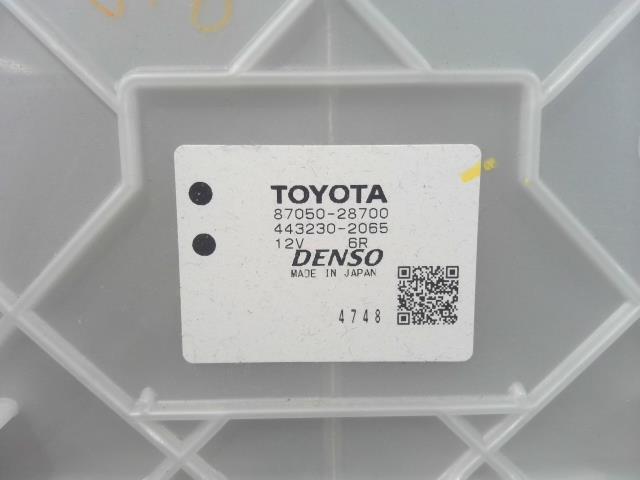 TOYOTA
87050-28700
443230-2065
12V 6R
DENSO
MADE IN JAPAN
4748